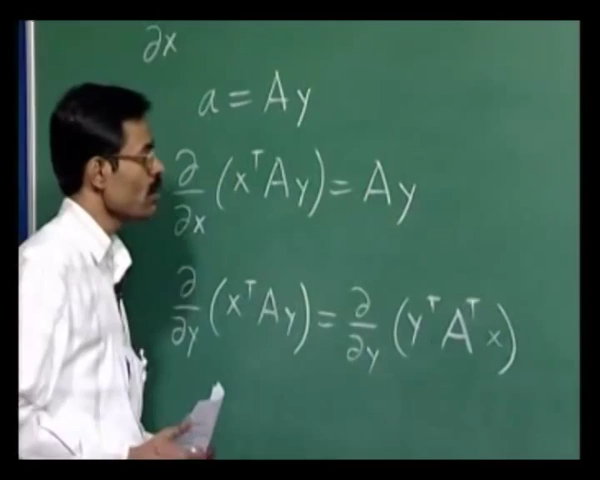 ∂x
a = Ay
∂/∂x (xᵀAy) = Ay
∂/∂y (xᵀAy) = ∂/∂y (yᵀAᵀx)